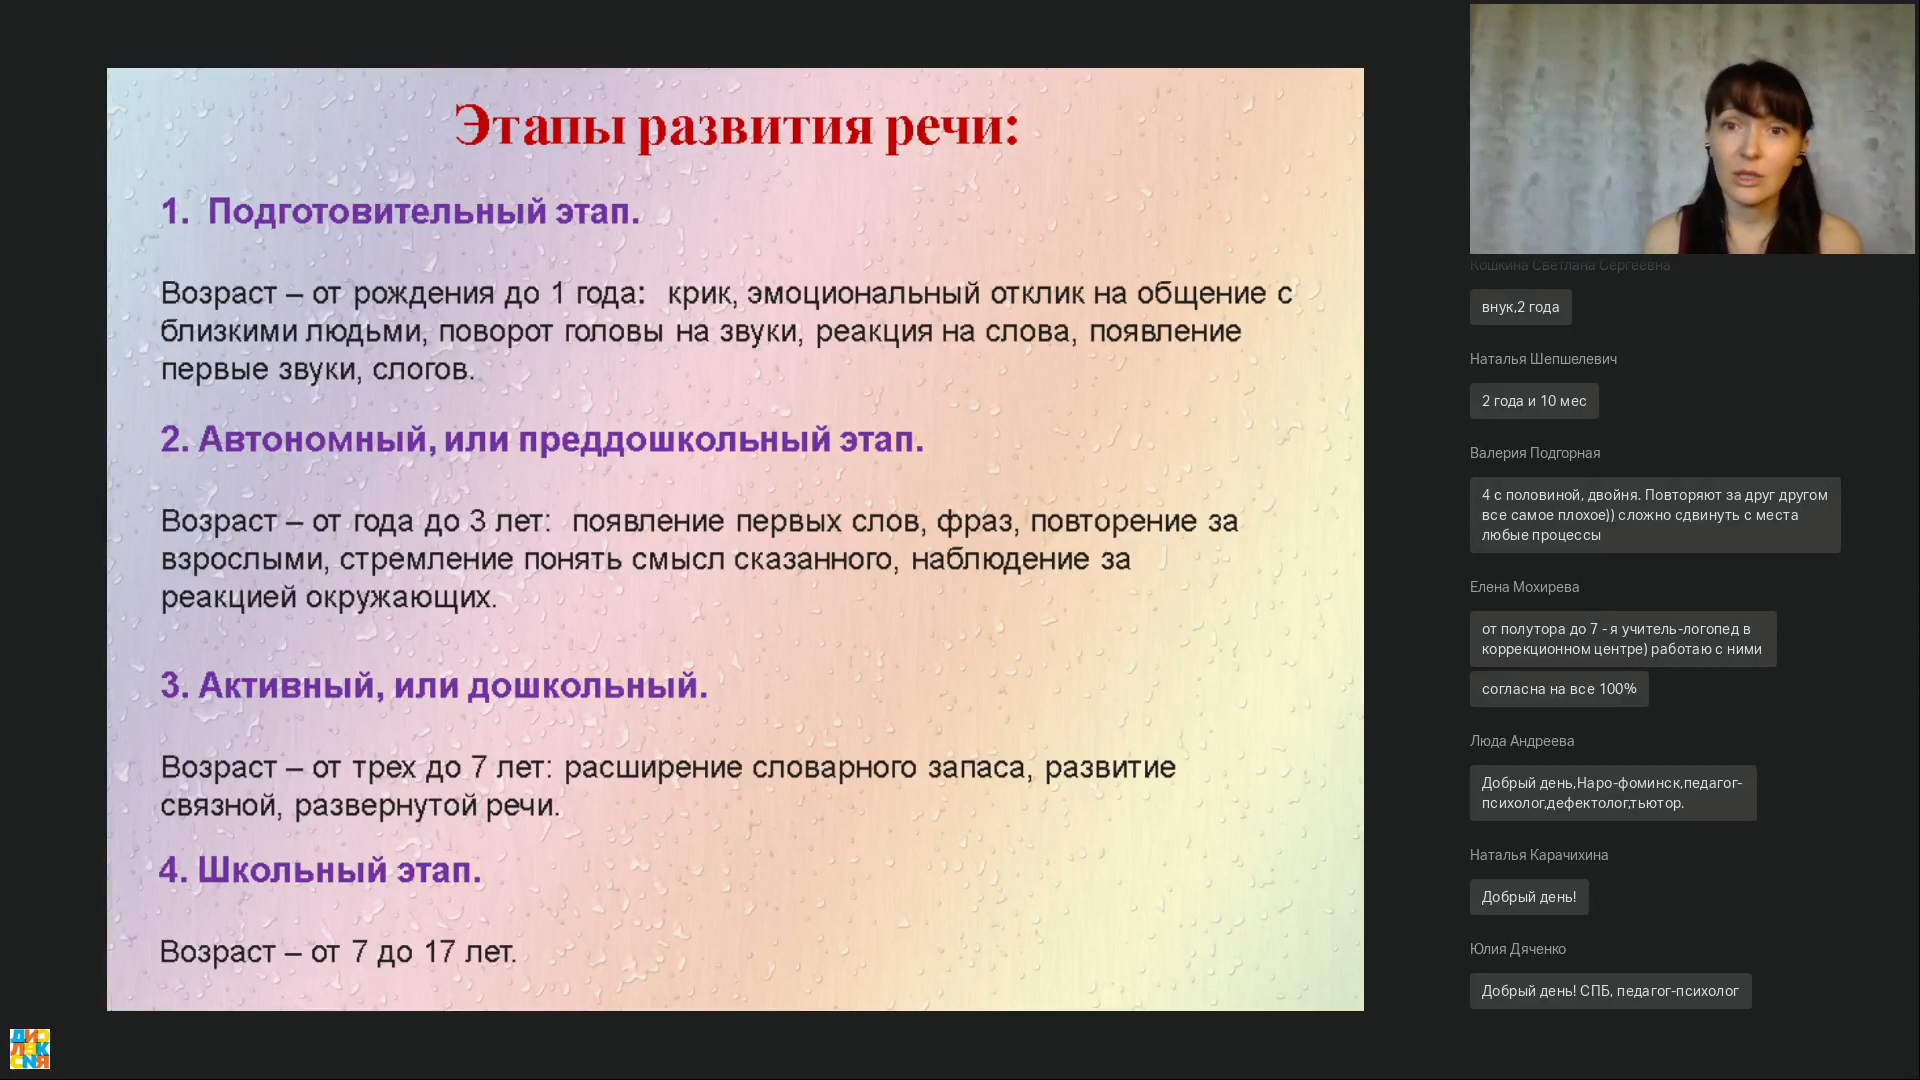 Этапы развития речи:
1. Подготовительный этап.
Возраст – от рождения до 1 года: крик, эмоциональный отклик на общение с
близкими людьми, поворот головы на звуки, реакция на слова, появление
первые звуки, слогов.
2. Автономный, или преддошкольный этап.
Возраст – от года до 3 лет: появление первых слов, фраз, повторение за
взрослыми, стремление понять смысл сказанного, наблюдение за
реакцией окружающих.
3. Активный, или дошкольный.
Возраст – от трех до 7 лет: расширение словарного запаса, развитие
связной, развернутой речи.
4. Школьный этап.
Возраст – от 7 до 17 лет.
Кошкина Светлана Сергеевна
внук,2 года
Наталья Шепшелевич
2 года и 10 мес
Валерия Подгорная
4 с половиной, двойня. Повторяют за друг другом
все самое плохое)) сложно сдвинуть с места
любые процессы
Елена Мохирева
от полутора до 7 - я учитель-логопед в
коррекционном центре) работаю с ними
согласна на все 100%
Люда Андреева
Добрый день,Наро-фоминск,педагог-
психолог,дефектолог,тьютор.
Наталья Карачихина
Добрый день!
Юлия Дяченко
Добрый день! СПБ, педагог-психолог
ДИС
ЛЕК
СИЯ